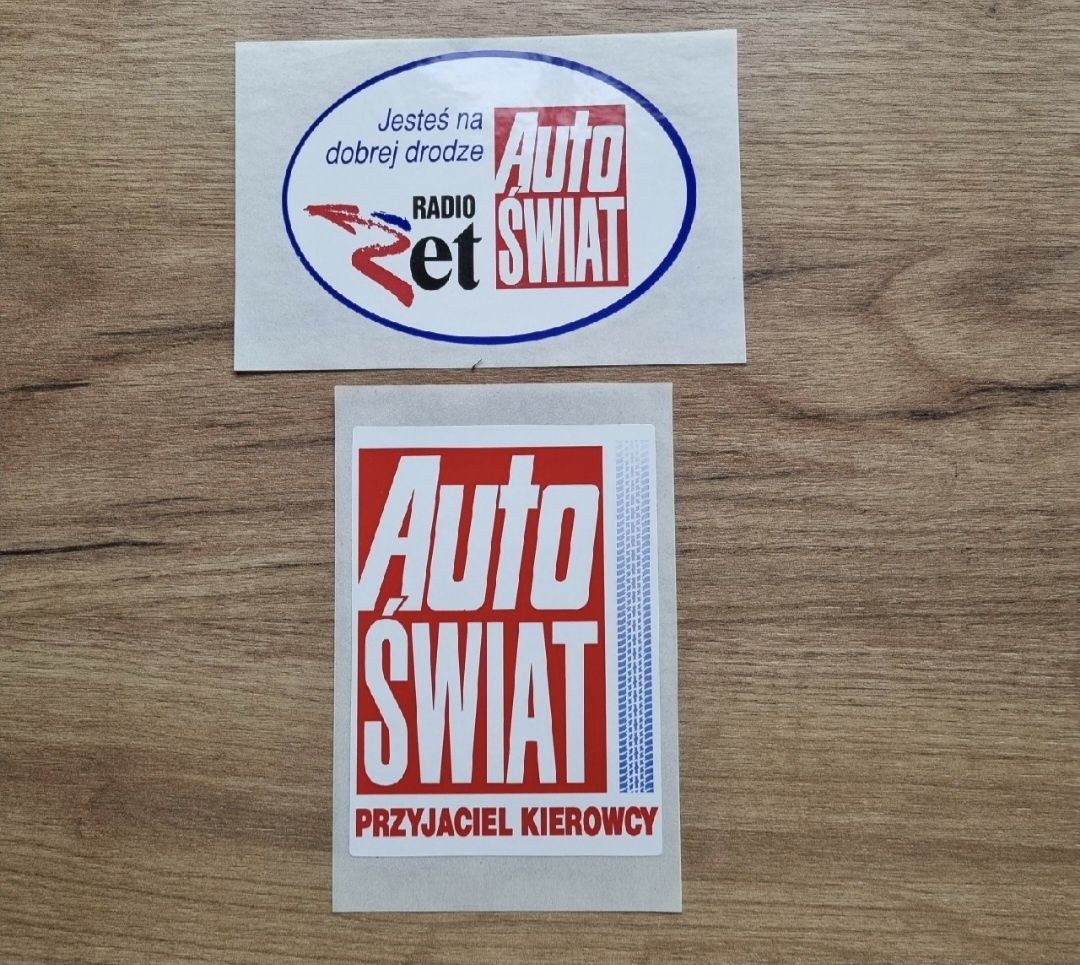 Jesteś na
dobrej drodze
RADIO
Zet
Auto
ŚWIAT
Auto
ŚWIAT
PRZYJACIEL KIEROWCY